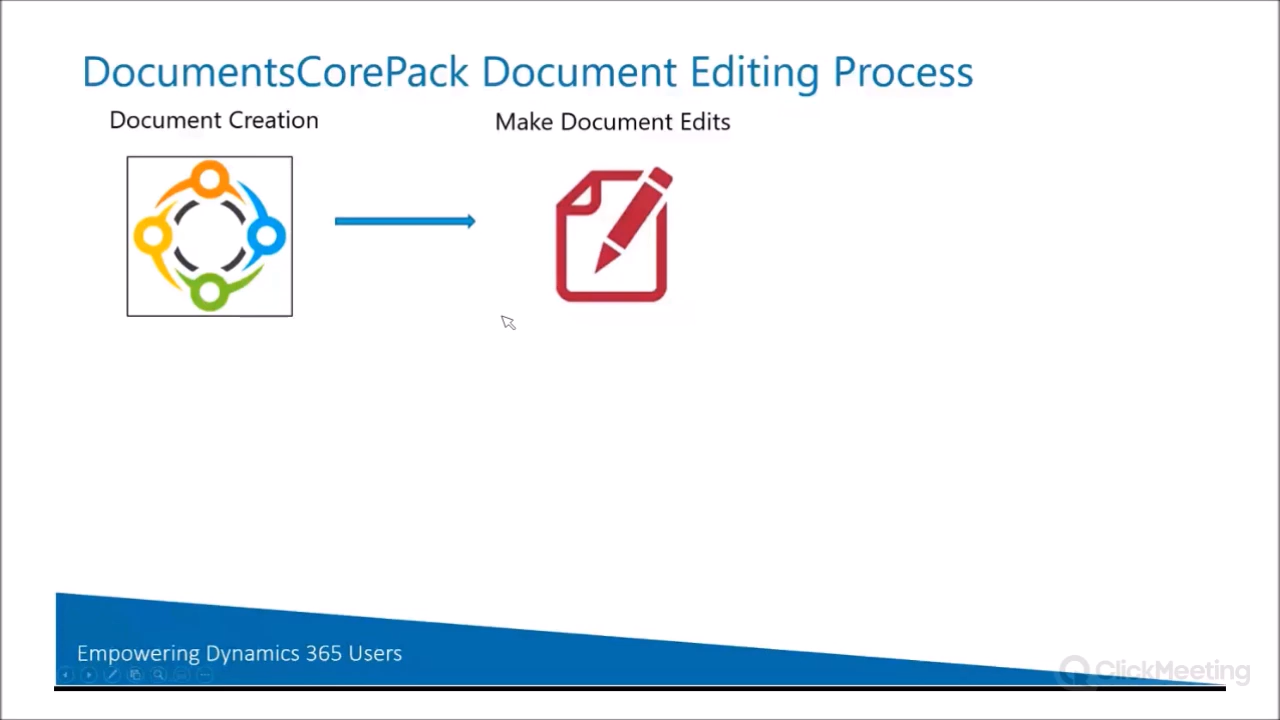 DocumentsCorePack Document Editing Process
Document Creation
Make Document Edits
Empowering Dynamics 365 Users
ClickMeeting